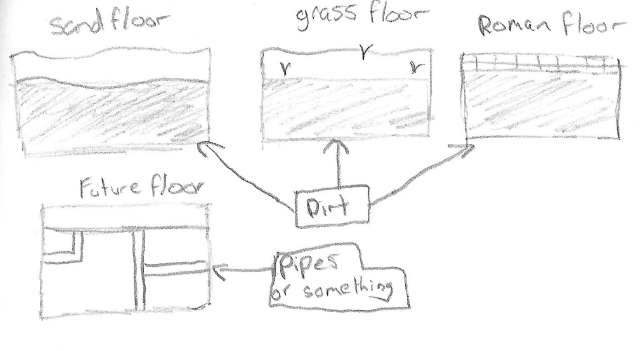 sand floor
grass floor
Roman floor
Future floor
Dirt
pipes
or something